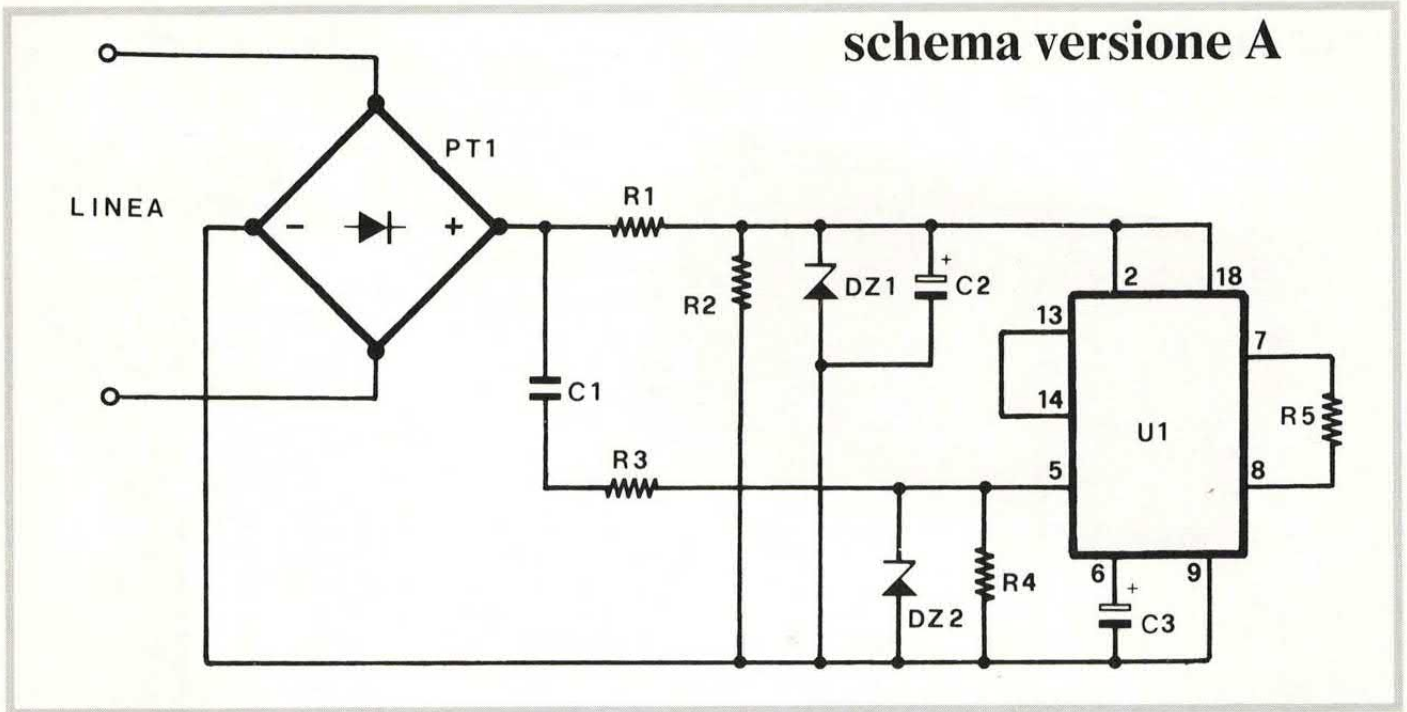 schema versione A
PT1
LINEA
- +
R1
R2
DZ1
+
C2
2 18
13
7
14
U1
R5
C1
R3
5
8
DZ2
R4
6 9
+
C3